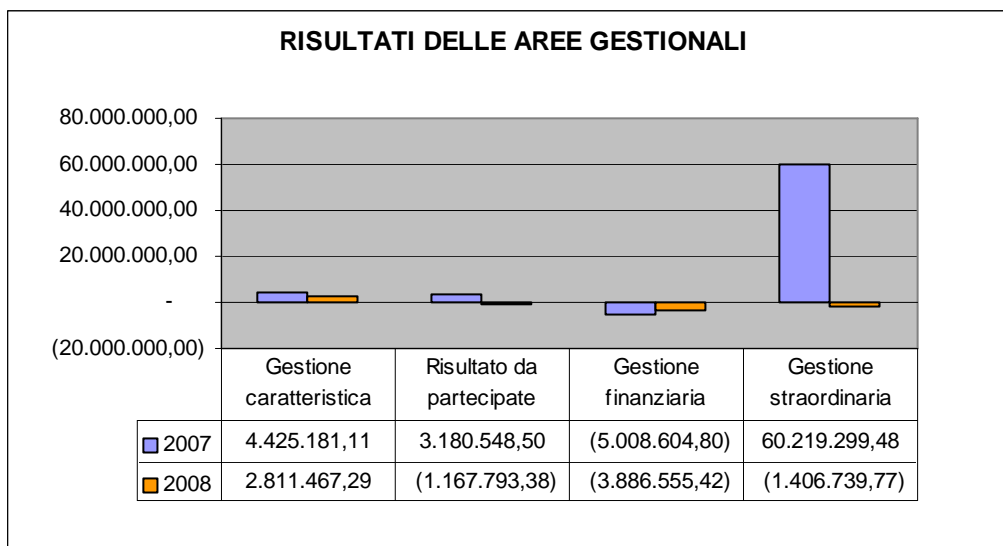 RISULTATI DELLE AREE GESTIONALI
80.000.000,00
60.000.000,00
40.000.000,00
20.000.000,00
-
(20.000.000,00)
Gestione caratteristica
Risultato da partecipate
Gestione finanziaria
Gestione straordinaria
2007 4.425.181,11 3.180.548,50 (5.008.604,80) 60.219.299,48
2008 2.811.467,29 (1.167.793,38) (3.886.555,42) (1.406.739,77)